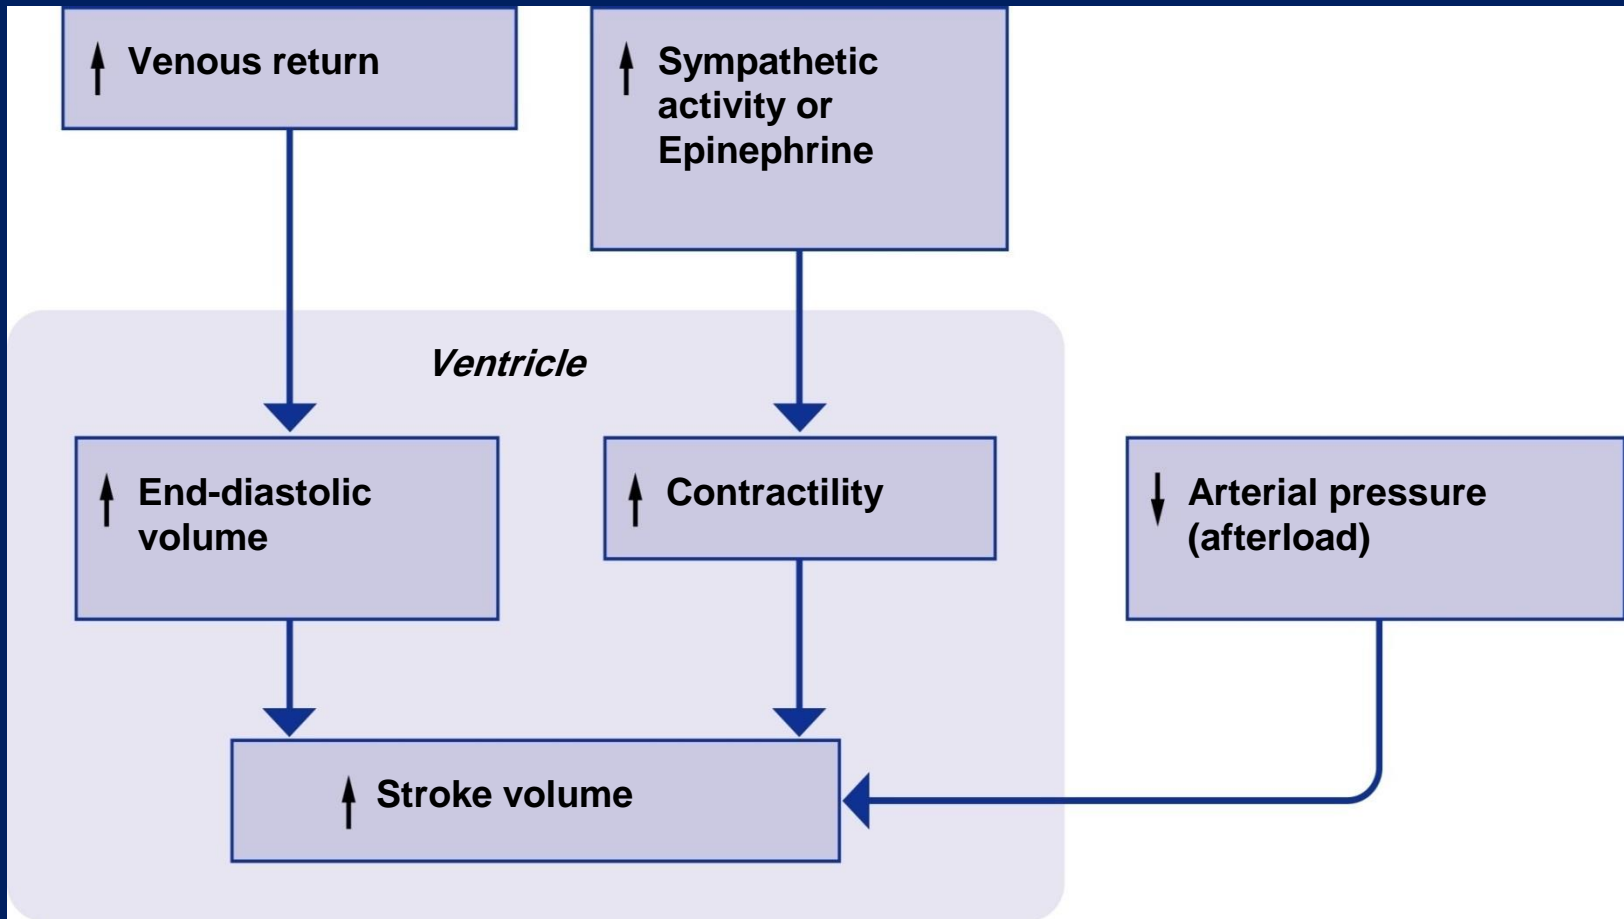 ↑ Venous return
↑ Sympathetic
activity or
Epinephrine
Ventricle
↑ End-diastolic
volume
↑ Contractility
↓ Arterial pressure
(afterload)
↑ Stroke volume